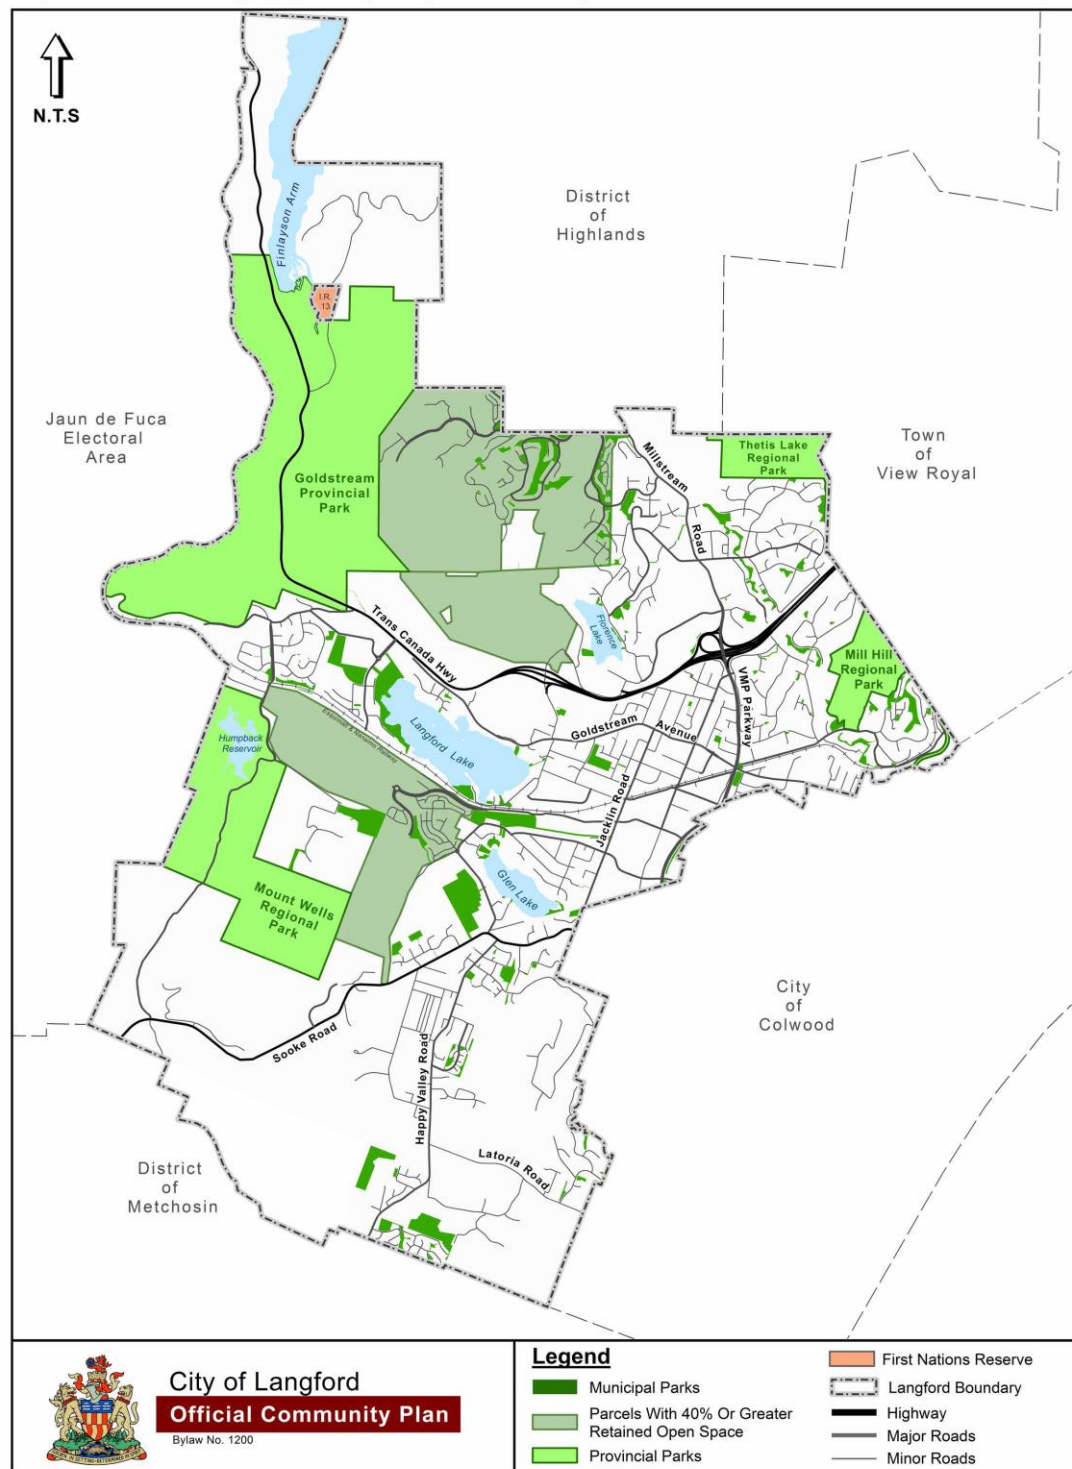 N.T.S
Finlayson Arm
District
of
Highlands
I.R.
13
Jaun de Fuca
Electoral
Area
Goldstream
Provincial
Park
Millstream
Road
Thetis Lake
Regional
Park
Town
of
View Royal
Trans Canada Hwy
Florence
Lake
Mill Hill
Regional
Park
VMP Parkway
Goldstream Avenue
Langford Lake
Esquimalt & Nanaimo Railway
Humpback
Reservoir
Jacklin Road
Glen Lake
Mount Wells
Regional
Park
Sooke Road
Happy Valley Road
City
of
Colwood
Latoria Road
District
of
Metchosin
City of Langford
Official Community Plan
Bylaw No. 1200
Legend
Municipal Parks
Parcels With 40% Or Greater
Retained Open Space
Provincial Parks
First Nations Reserve
Langford Boundary
Highway
Major Roads
Minor Roads